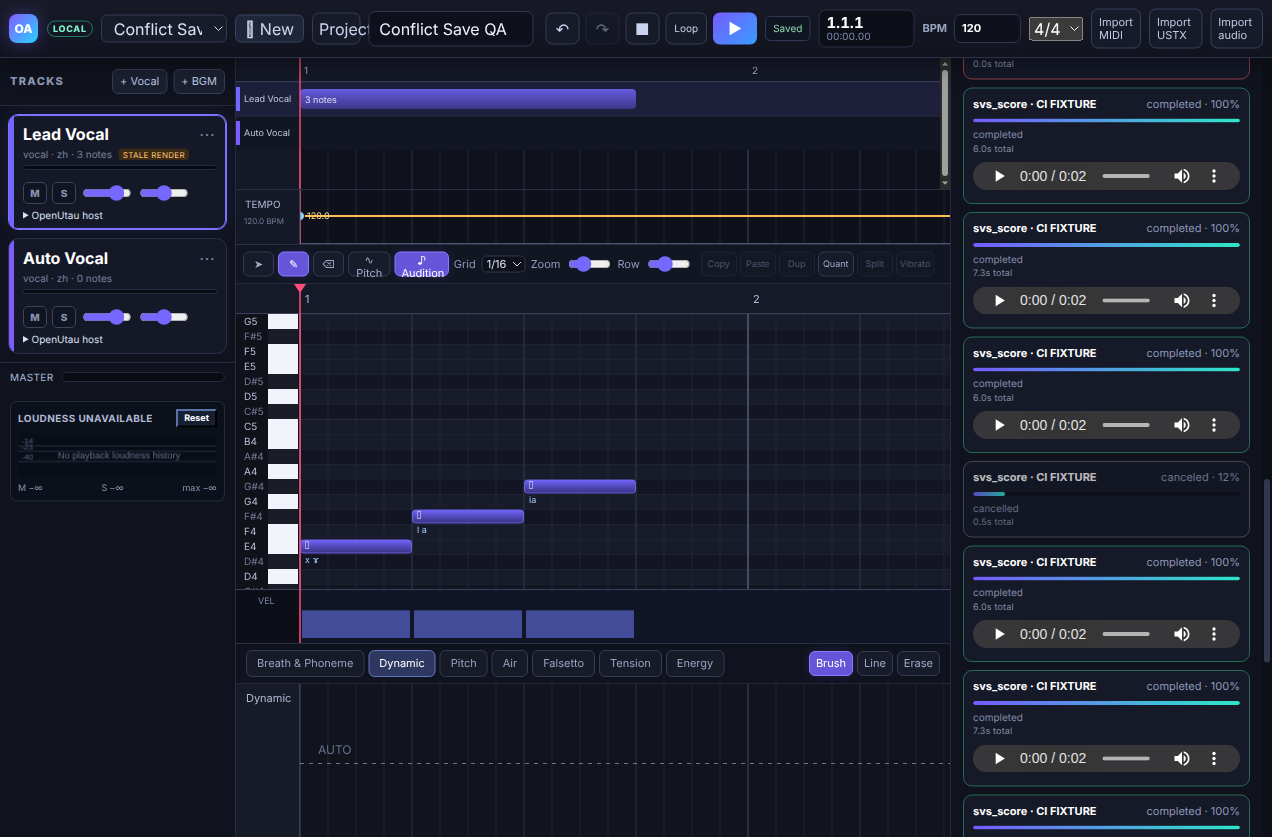 OA
LOCAL
Conflict Sav
New
Project
Conflict Save QA
Loop
Saved
1.1.1
00:00.00
BPM
120
4/4
Import
MIDI
Import
USTX
Import
audio
TRACKS
+ Vocal
+ BGM
Lead Vocal
...
vocal · zh · 3 notes
STALE RENDER
M
S
OpenUtau host
Auto Vocal
...
vocal · zh · 0 notes
M
S
OpenUtau host
MASTER
LOUDNESS UNAVAILABLE
Reset
-14
-23
-40
No playback loudness history
M −∞
S −∞
max −∞
1
2
Lead Vocal
3 notes
Auto Vocal
TEMPO
120.0 BPM
120.0
Pitch
Audition
Grid
1/16
Zoom
Row
Copy
Paste
Dup
Quant
Split
Vibrato
1
2
G5
F#5
F5
E5
D#5
D5
C#5
C5
B4
A#4
A4
G#4
G4
F#4
F4
E4
D#4
D4
ia
l a
x ɤ
VEL
Breath & Phoneme
Dynamic
Pitch
Air
Falsetto
Tension
Energy
Brush
Line
Erase
Dynamic
AUTO
0.0s total
svs_score · CI FIXTURE
completed · 100%
completed
6.0s total
0:00 / 0:02
svs_score · CI FIXTURE
completed · 100%
completed
7.3s total
0:00 / 0:02
svs_score · CI FIXTURE
completed · 100%
completed
6.0s total
0:00 / 0:02
svs_score · CI FIXTURE
canceled · 12%
cancelled
0.5s total
svs_score · CI FIXTURE
completed · 100%
completed
6.0s total
0:00 / 0:02
svs_score · CI FIXTURE
completed · 100%
completed
7.3s total
0:00 / 0:02
svs_score · CI FIXTURE
completed · 100%